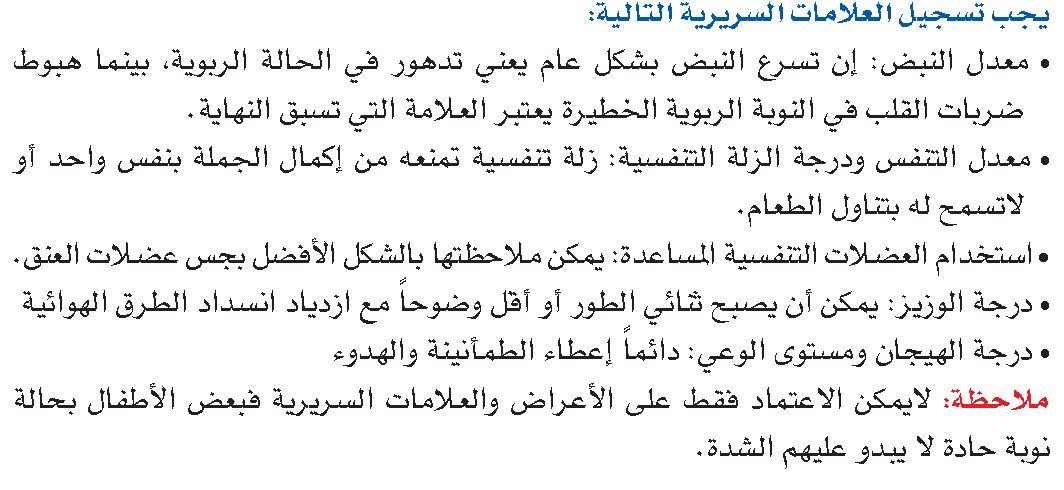 يجب تسجيل العلامات السريرية التالية:
• معدل النبض: إن تسرع النبض بشكل عام يعني تدهور في الحالة الربوية، بينما هبوط
ضربات القلب في النوبة الربوية الخطيرة يعتبر العلامة التي تسبق النهاية.
• معدل التنفس ودرجة الزلة التنفسية: زلة تنفسية تمنعه من إكمال الجملة بنفس واحد أو
لاتسمح له بتناول الطعام.
• استخدام العضلات التنفسية المساعدة: يمكن ملاحظتها بالشكل الأفضل بجس عضلات العنق.
• درجة الوزيز: يمكن أن يصبح ثنائي الطور أو أقل وضوحاً مع ازدياد انسداد الطرق الهوائية
• درجة الهيجان ومستوى الوعي: دائماً إعطاء الطمأنينة والهدوء
ملاحظة: لايمكن الاعتماد فقط على الأعراض والعلامات السريرية فبعض الأطفال بحالة
نوبة حادة لا يبدو عليهم الشدة.